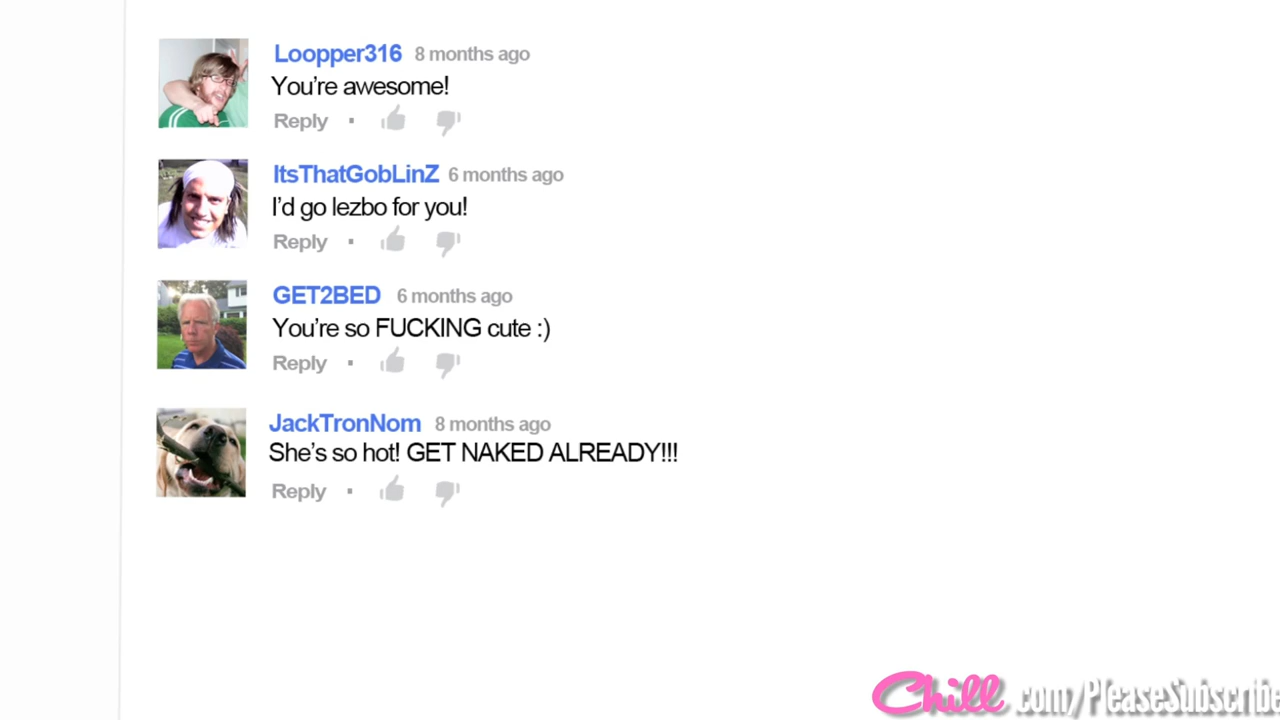 Loopper316 8 months ago
You're awesome!
Reply
ItsThatGobLinZ 6 months ago
I'd go lezbo for you!
Reply
GET2BED 6 months ago
You're so FUCKING cute :)
Reply
JackTronNom 8 months ago
She's so hot! GET NAKED ALREADY!!!
Reply
Chill.com/PleaseSubscribe